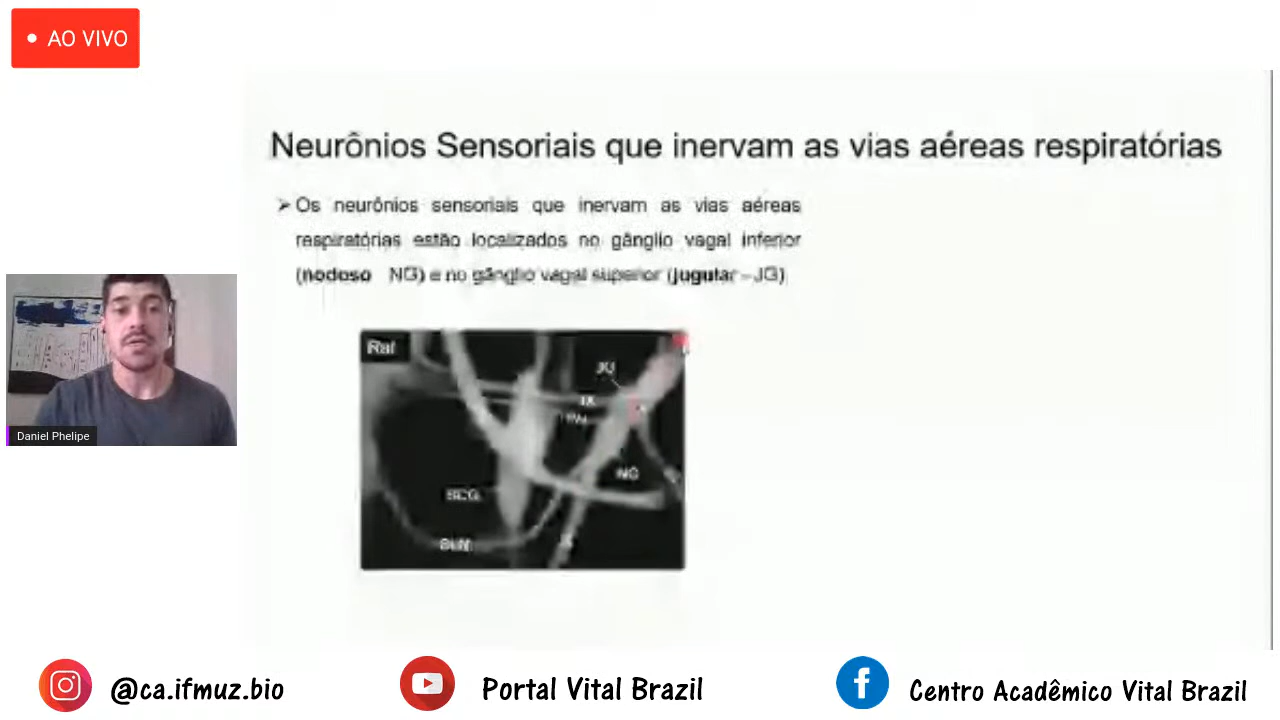 AO VIVO
Neurônios Sensoriais que inervam as vias aéreas respiratórias
Os neurônios sensoriais que inervam as vias aéreas
respiratórias estão localizados no gânglio vagal inferior
(nodoso NG) e no gânglio vagal superior (jugular – JG)
Rat
NG
SCG
Daniel Phelipe
@ca.ifmuz.bio
Portal Vital Brazil
Centro Acadêmico Vital Brazil